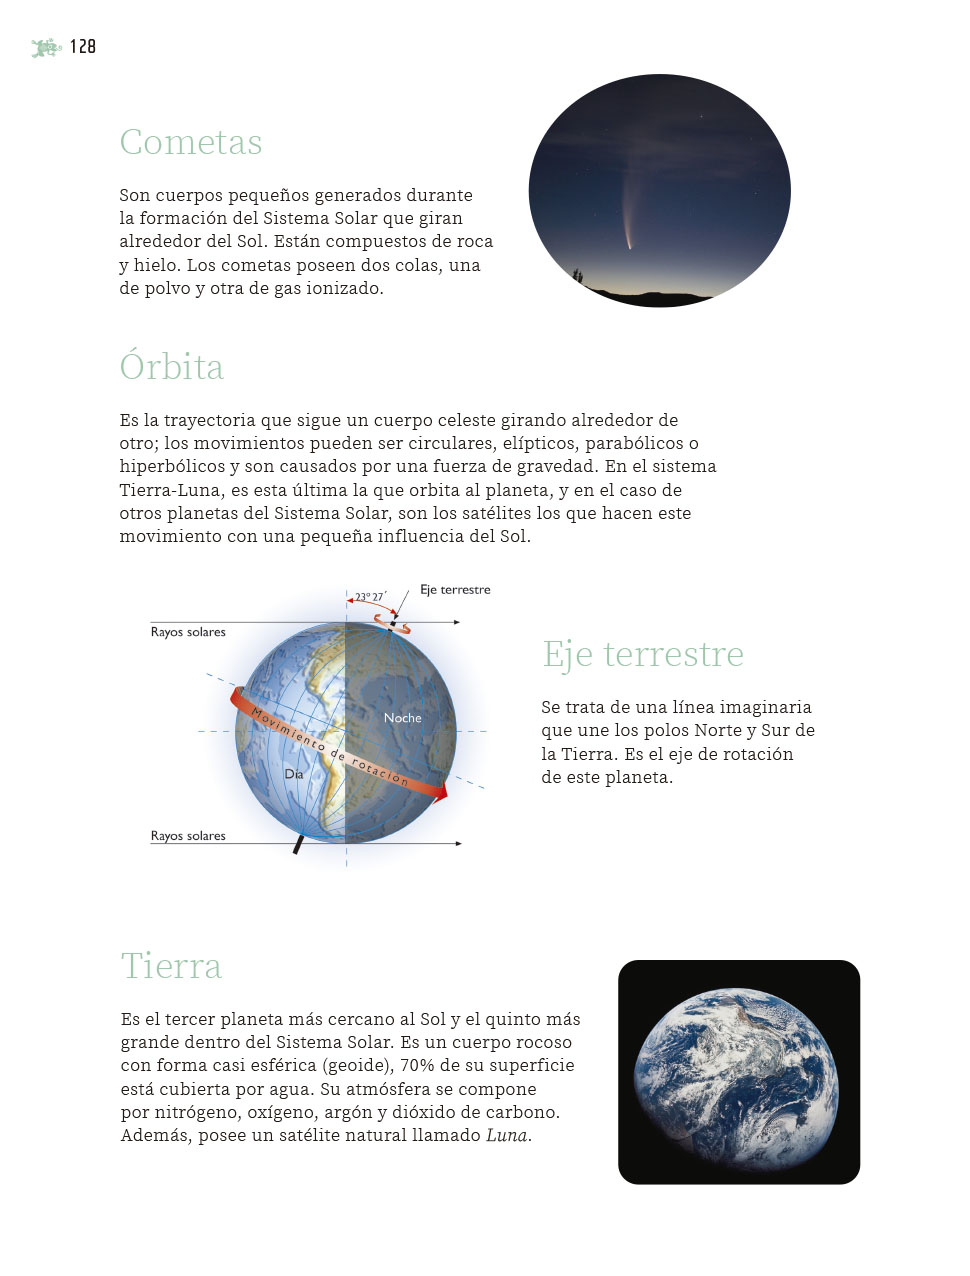 128
Cometas
Son cuerpos pequeños generados durante
la formación del Sistema Solar que giran
alrededor del Sol. Están compuestos de roca
y hielo. Los cometas poseen dos colas, una
de polvo y otra de gas ionizado.
Órbita
Es la trayectoria que sigue un cuerpo celeste girando alrededor de
otro; los movimientos pueden ser circulares, elípticos, parabólicos o
hiperbólicos y son causados por una fuerza de gravedad. En el sistema
Tierra-Luna, es esta última la que orbita al planeta, y en el caso de
otros planetas del Sistema Solar, son los satélites los que hacen este
movimiento con una pequeña influencia del Sol.
Eje terrestre
23º 27´
Rayos solares
Noche
Movimiento de rotacion
Día
Rayos solares
Eje terrestre
Se trata de una línea imaginaria
que une los polos Norte y Sur de
la Tierra. Es el eje de rotación
de este planeta.
Tierra
Es el tercer planeta más cercano al Sol y el quinto más
grande dentro del Sistema Solar. Es un cuerpo rocoso
con forma casi esférica (geoide), 70% de su superficie
está cubierta por agua. Su atmósfera se compone
por nitrógeno, oxígeno, argón y dióxido de carbono.
Además, posee un satélite natural llamado Luna.